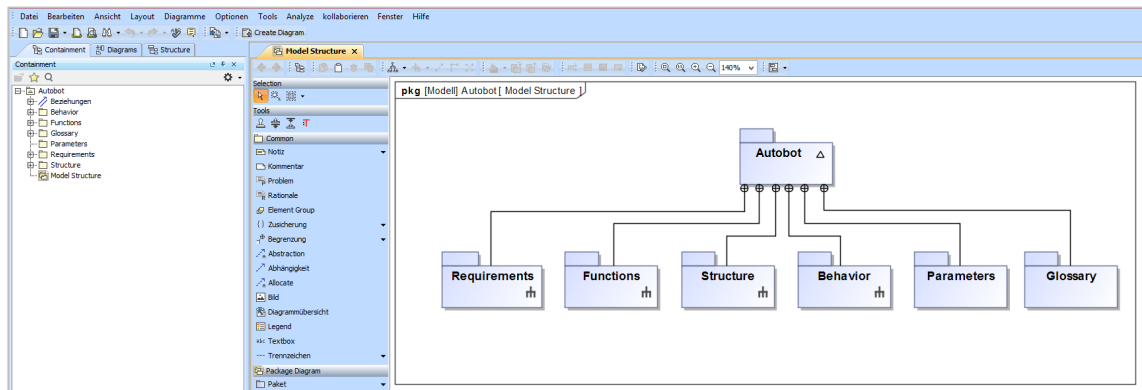 Datei Bearbeiten Ansicht Layout Diagramme Optionen Tools Analyze kollaborieren Fenster Hilfe
Create Diagram
Containment Diagrams Structure
Containment
Autobot
Beziehungen
Behavior
Functions
Glossary
Parameters
Requirements
Structure
Model Structure
Model Structure
140%
Selection
Tools
Common
Notiz
Kommentar
Problem
Rationale
Element Group
Zusicherung
Begrenzung
Abstraction
Abhängigkeit
Allocate
Bild
Diagrammübersicht
Legend
Textbox
Trennzeichen
Package Diagram
Paket
pkg [Modell] Autobot [ Model Structure ]
Autobot
Requirements Functions Structure Behavior Parameters Glossary